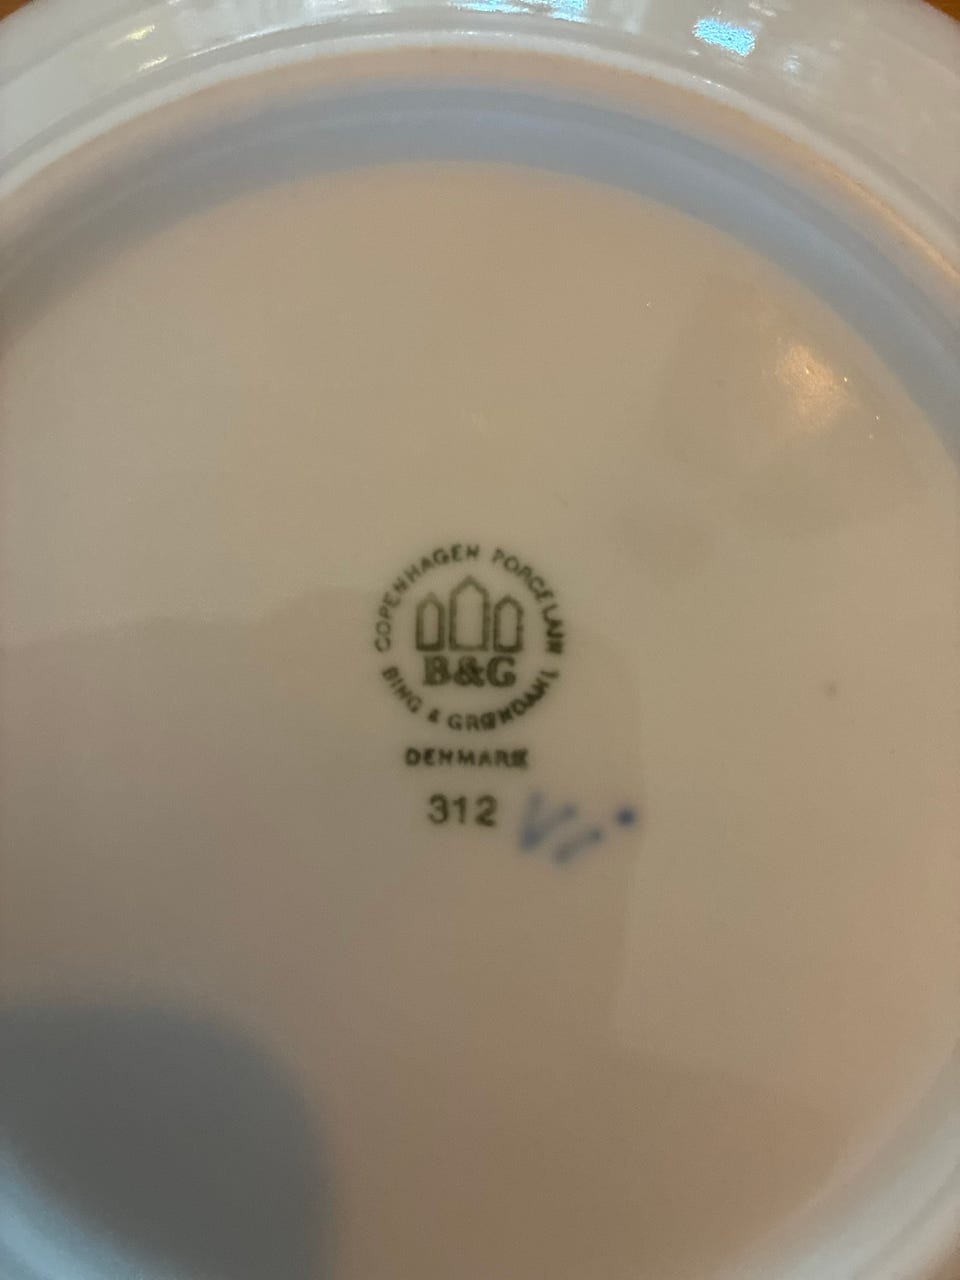 COPENHAGEN PORCELAIN
B&G
BING & GRØNDAHL
DENMARK
312